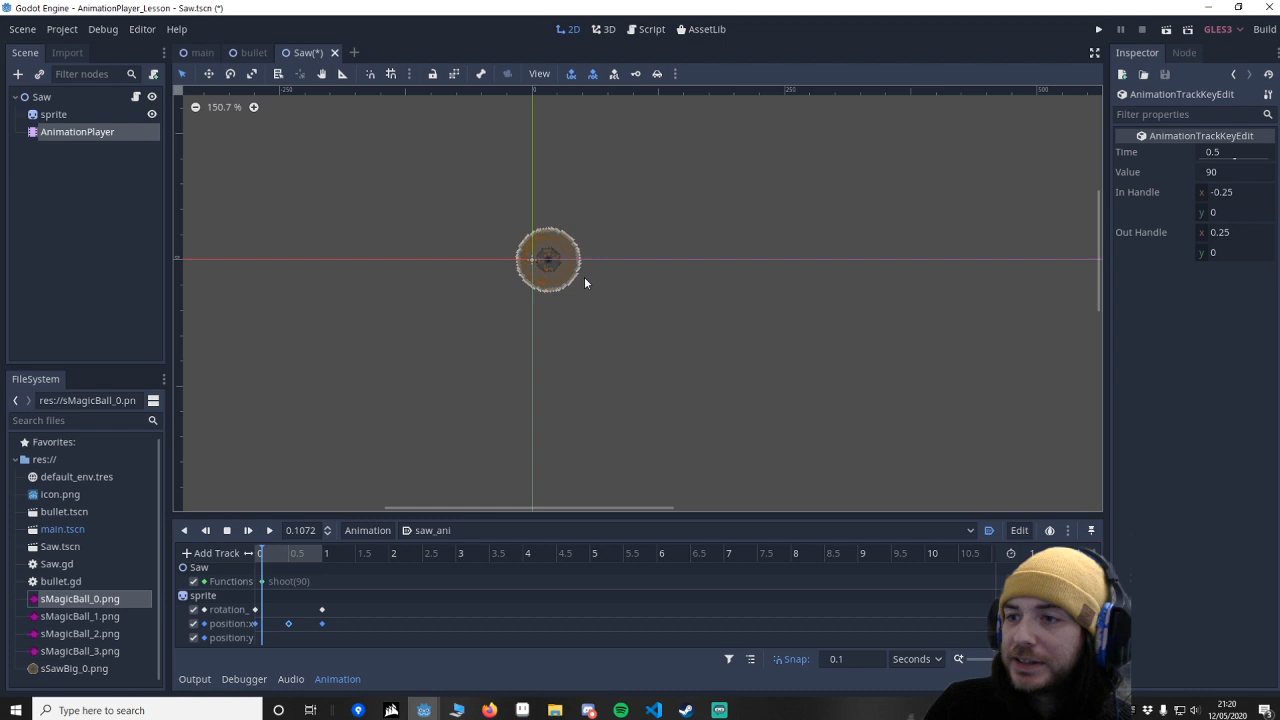 Godot Engine - AnimationPlayer_Lesson - Saw.tscn (*)
Scene Project Debug Editor Help
2D 3D Script AssetLib
GLES3 Build
Scene Import
main bullet Saw(*)
Inspector Node
Filter nodes
View
AnimationTrackKeyEdit
Filter properties
AnimationTrackKeyEdit
Saw
sprite
AnimationPlayer
150.7 %
-250 0 250 500
Time 0.5
Value 90
In Handle x -0.25
y 0
Out Handle x 0.25
y 0
FileSystem
res://sMagicBall_0.pn
Search files
Favorites:
res://
default_env.tres
icon.png
bullet.tscn
main.tscn
Saw.tscn
Saw.gd
bullet.gd
sMagicBall_0.png
sMagicBall_1.png
sMagicBall_2.png
sMagicBall_3.png
sSawBig_0.png
0.1072 Animation saw_ani Edit
Add Track 0 0.5 1 1.5 2 2.5 3 3.5 4 4.5 5 5.5 6 6.5 7 7.5 8 8.5 9 9.5 10 10.5
Saw
Functions shoot(90)
sprite
rotation_
position:x
position:y
Snap: 0.1 Seconds
Output Debugger Audio Animation
Type here to search
21:20
12/05/2020